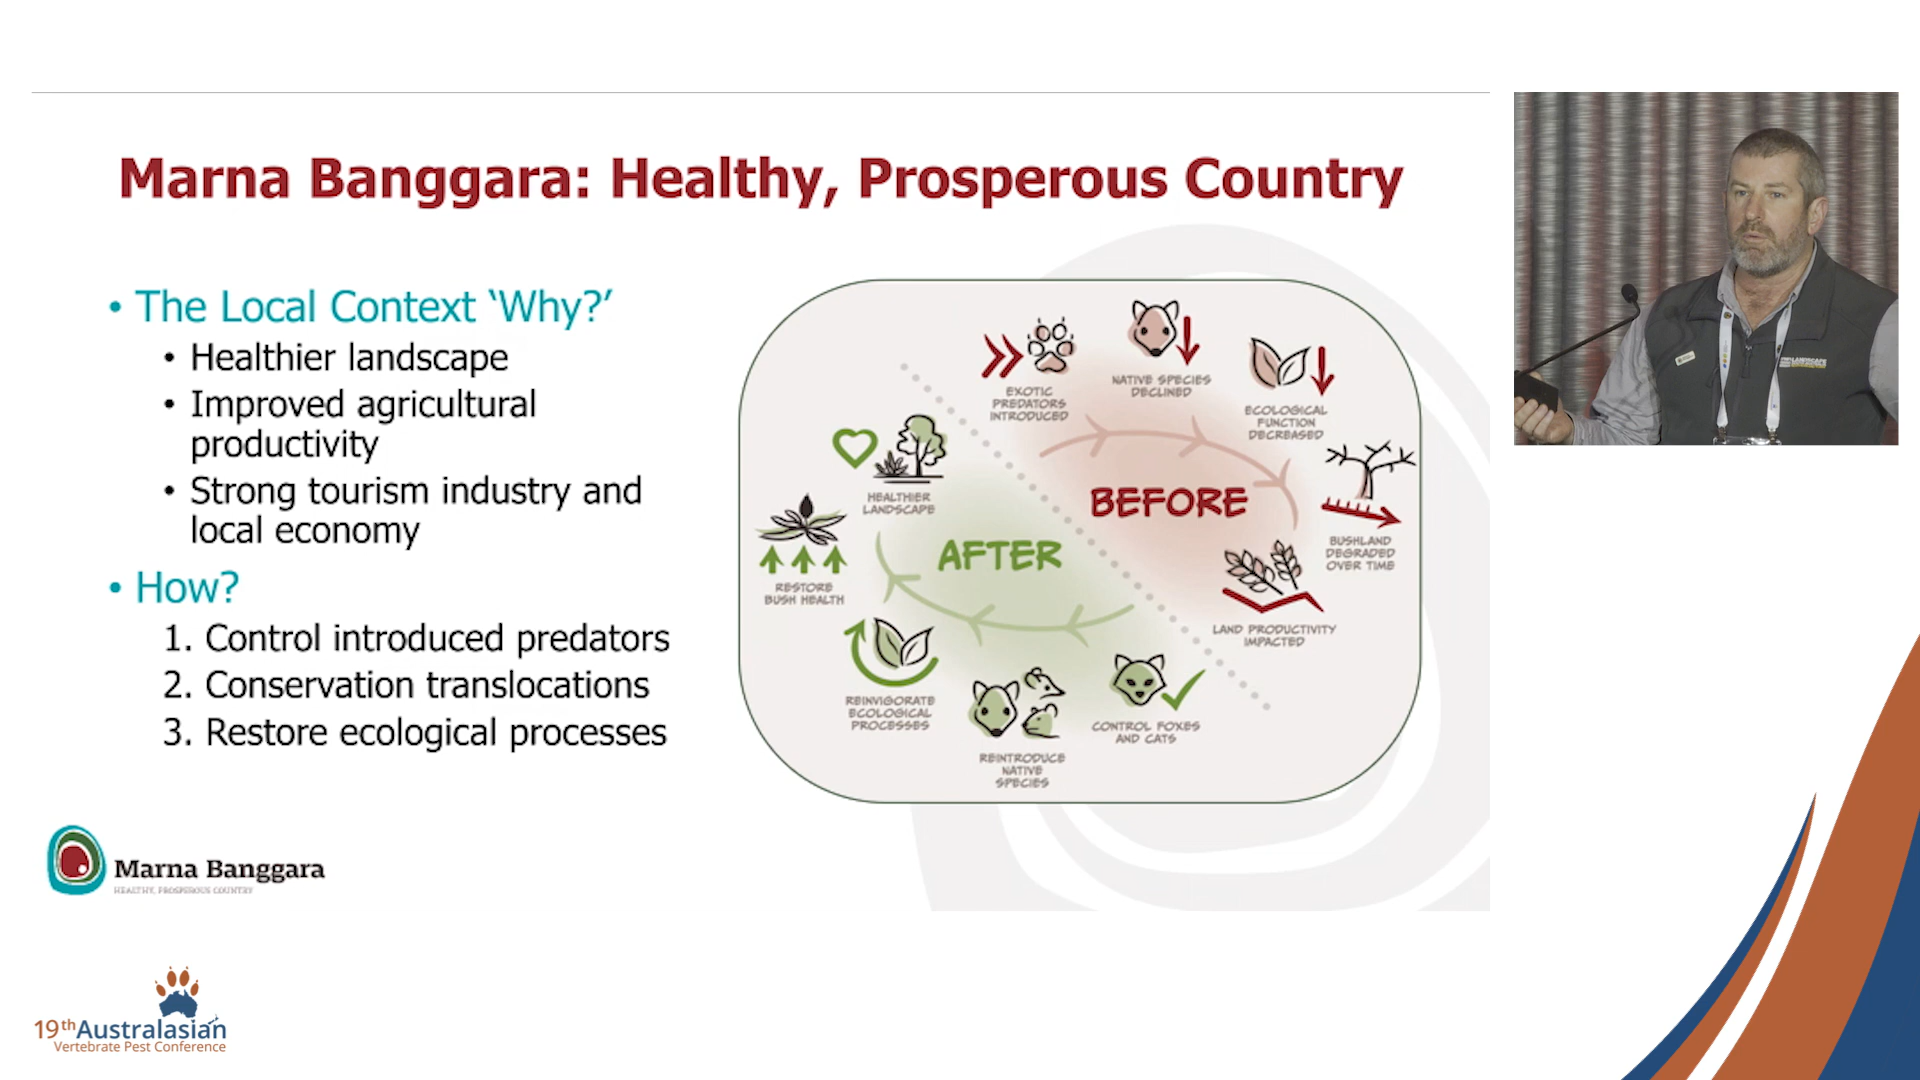 Marna Banggara: Healthy, Prosperous Country
• The Local Context ‘Why?’
• Healthier landscape
• Improved agricultural
productivity
• Strong tourism industry and
local economy
• How?
1. Control introduced predators
2. Conservation translocations
3. Restore ecological processes
EXOTIC
PREDATORS
INTRODUCED
NATIVE SPECIES
DECLINED
ECOLOGICAL
FUNCTION
DECREASED
BUSHLAND
DEGRADED
OVER TIME
LAND PRODUCTIVITY
IMPACTED
BEFORE
AFTER
CONTROL FOXES
AND CATS
REINTRODUCE
NATIVE
SPECIES
REINVIGORATE
ECOLOGICAL
PROCESSES
RESTORE
BUSH HEALTH
HEALTHIER
LANDSCAPE
Marna Banggara
HEALTHY, PROSPEROUS COUNTRY
19th Australasian
Vertebrate Pest Conference
LANDSCAPE